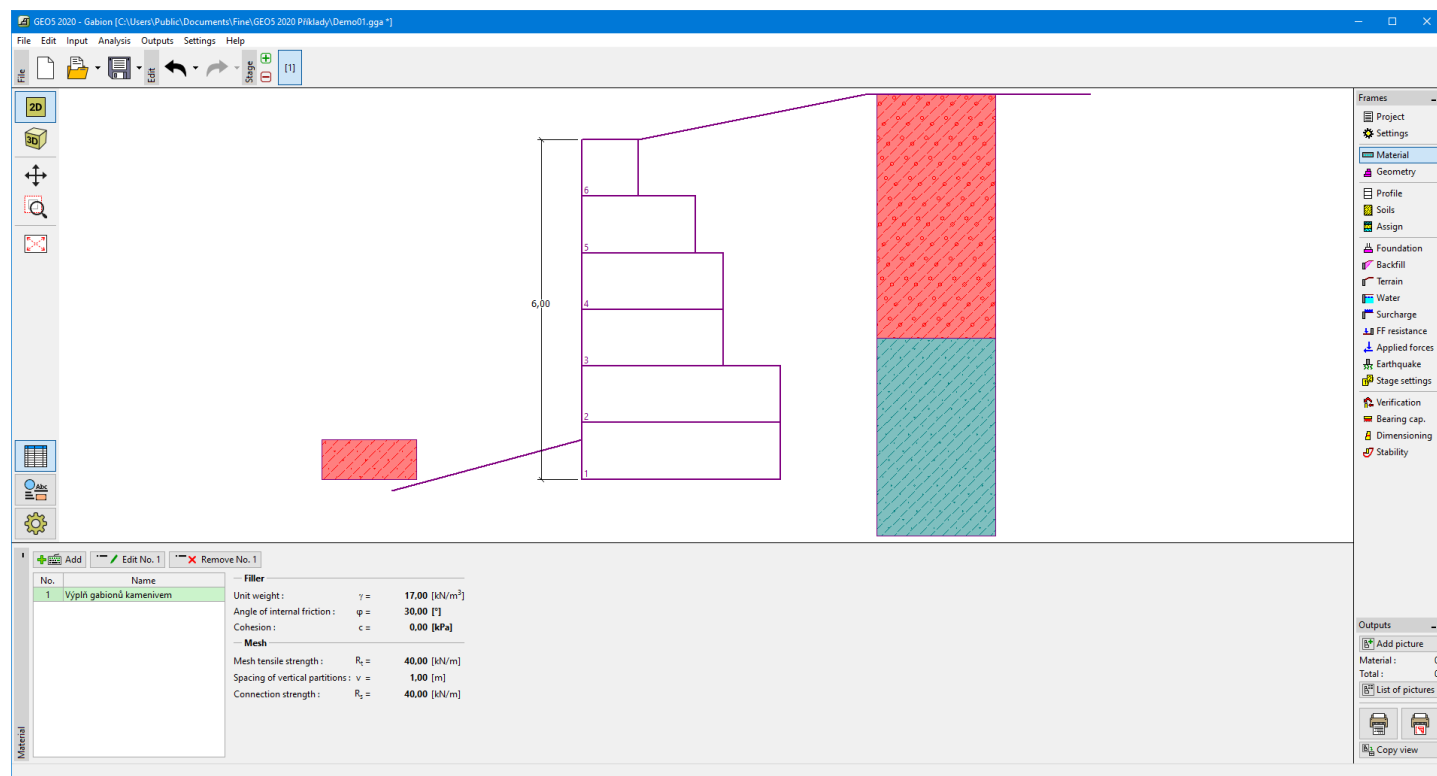 GEO5 2020 - Gabion [C:\Users\Public\Documents\Fine\GEO5 2020 Příklady\Demo01.gga *]
File Edit Input Analysis Outputs Settings Help
File
Edit
Stage
[1]
2D
3D
Abc
6,00
6
5
4
3
2
1
Frames
Project
Settings
Material
Geometry
Profile
Soils
Assign
Foundation
Backfill
Terrain
Water
Surcharge
FF resistance
Applied forces
Earthquake
Stage settings
Verification
Bearing cap.
Dimensioning
Stability
Outputs
Add picture
Material : 0
Total : 0
List of pictures
Copy view
Material
Add Edit No. 1 Remove No. 1
No. Name
1 Výplň gabionů kamenivem
Filler
Unit weight : γ = 17,00 [kN/m³]
Angle of internal friction : φ = 30,00 [°]
Cohesion : c = 0,00 [kPa]
Mesh
Mesh tensile strength : Rt = 40,00 [kN/m]
Spacing of vertical partitions : v = 1,00 [m]
Connection strength : Rs = 40,00 [kN/m]